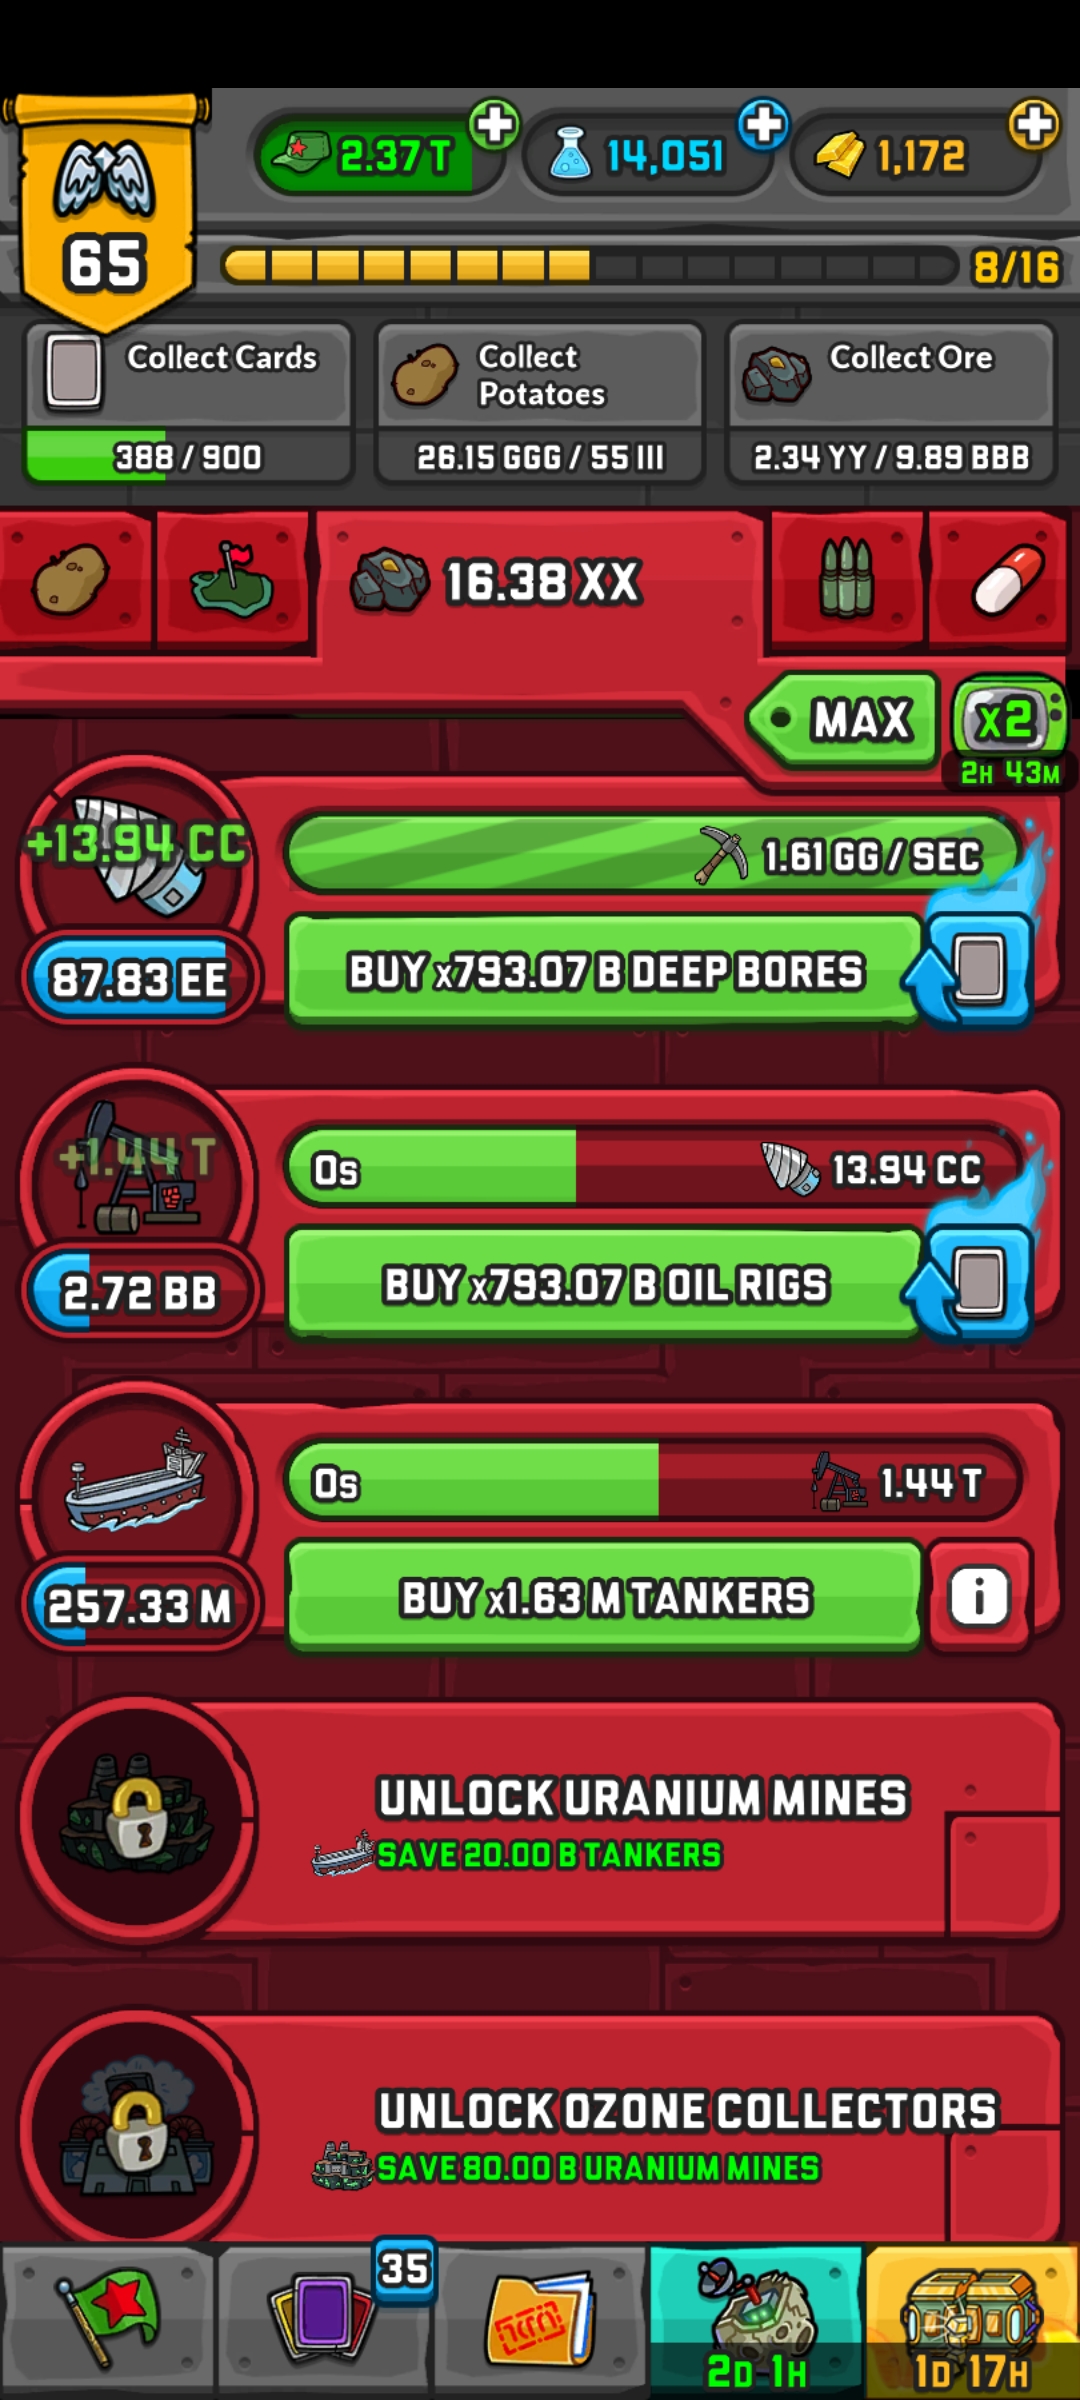 2.37 T
14,051
1,172
65
8/16
Collect Cards
388 / 900
Collect
Potatoes
26.15 GGG / 55 III
Collect Ore
2.34 YY / 9.89 BBB
16.38 XX
MAX
x2
2H 43M
+13.94 CC
1.61 GG / SEC
87.83 EE
BUY x793.07 B DEEP BORES
+1.44 T
0s
13.94 CC
2.72 BB
BUY x793.07 B OIL RIGS
0s
1.44 T
257.33 M
BUY x1.63 M TANKERS
i
UNLOCK URANIUM MINES
SAVE 20.00 B TANKERS
UNLOCK OZONE COLLECTORS
SAVE 80.00 B URANIUM MINES
35
2D 1H
1D 17H